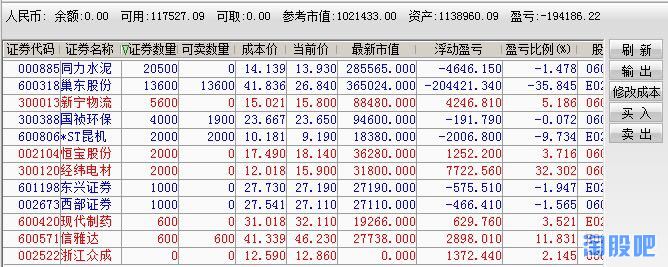 人民币: 余额:0.00 可用:117527.09 可取:0.00 参考市值:1021433.00 资产:1138960.09 盈亏:-194186.22
证券代码 证券名称 证券数量 可卖数量 成本价 当前价 最新市值 浮动盈亏 盈亏比例(%) 股 刷 新
000885 同力水泥 20500 0 14.139 13.930 285565.000 -4646.150 -1.478 060 输 出
600318 巢东股份 13600 13600 41.836 26.840 365024.000 -204421.340 -35.845 E02 修改成本
300013 新宁物流 5600 0 15.021 15.800 88480.000 4246.810 5.186 060 买 入
300388 国祯环保 4000 1900 23.667 23.650 94600.000 -191.790 -0.072 060 卖 出
600806 *ST昆机 2000 2000 10.181 9.190 18380.000 -2006.800 -9.734 E02
002104 恒宝股份 2000 0 17.490 18.140 36280.000 1252.200 3.716 060
300120 经纬电材 2000 0 12.018 15.900 31800.000 7722.560 32.302 060
601198 东兴证券 1000 0 27.730 27.190 27190.000 -575.510 -1.947 E02
002673 西部证券 1000 0 27.541 27.110 27110.000 -466.410 -1.565 060
600420 现代制药 600 0 31.018 32.110 19266.000 629.760 3.521 E02
600571 信雅达 600 600 41.339 46.230 27738.000 2898.010 11.831 E02
002522 浙江众成 0 0 12.590 12.860 0.000 1372.440 2.145 060
淘股吧